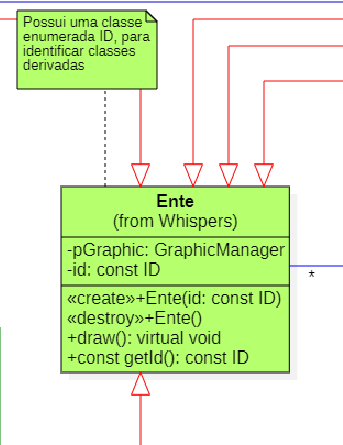 Possui uma classe
enumerada ID, para
identificar classes
derivadas
Ente
(from Whispers)
-pGraphic: GraphicManager
-id: const ID
«create»+Ente(id: const ID)
«destroy»+Ente()
+draw(): virtual void
+const getId(): const ID
*